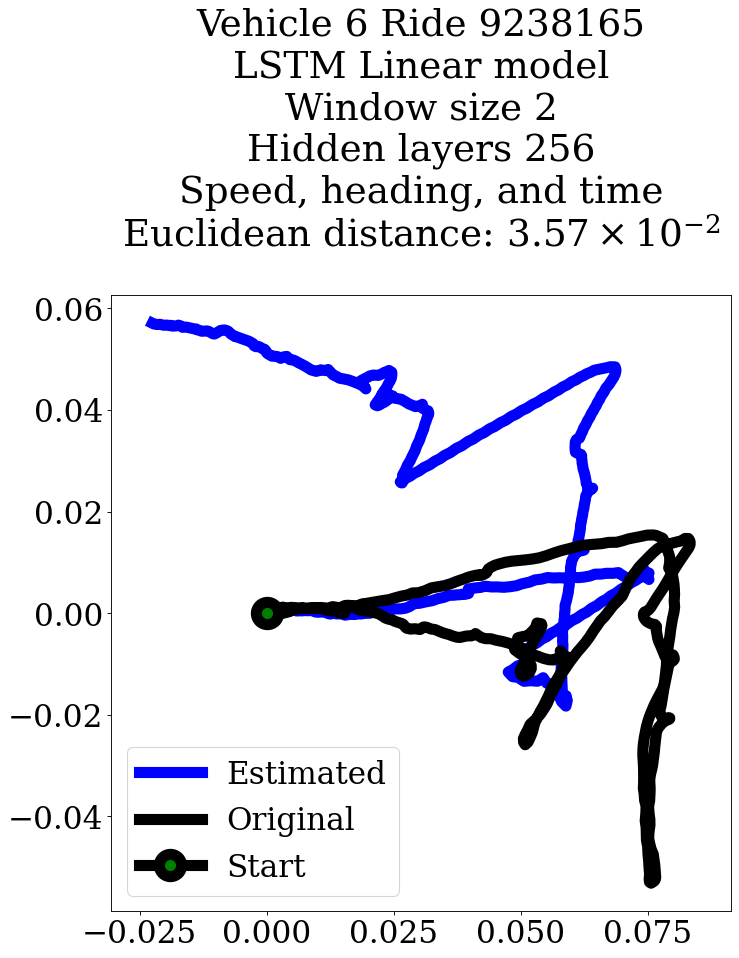 Vehicle 6 Ride 9238165
LSTM Linear model
Window size 2
Hidden layers 256
Speed, heading, and time
Euclidean distance: 3.57 × 10⁻²
0.06
0.04
0.02
0.00
−0.02
−0.04
Estimated
Original
Start
−0.025 0.000 0.025 0.050 0.075